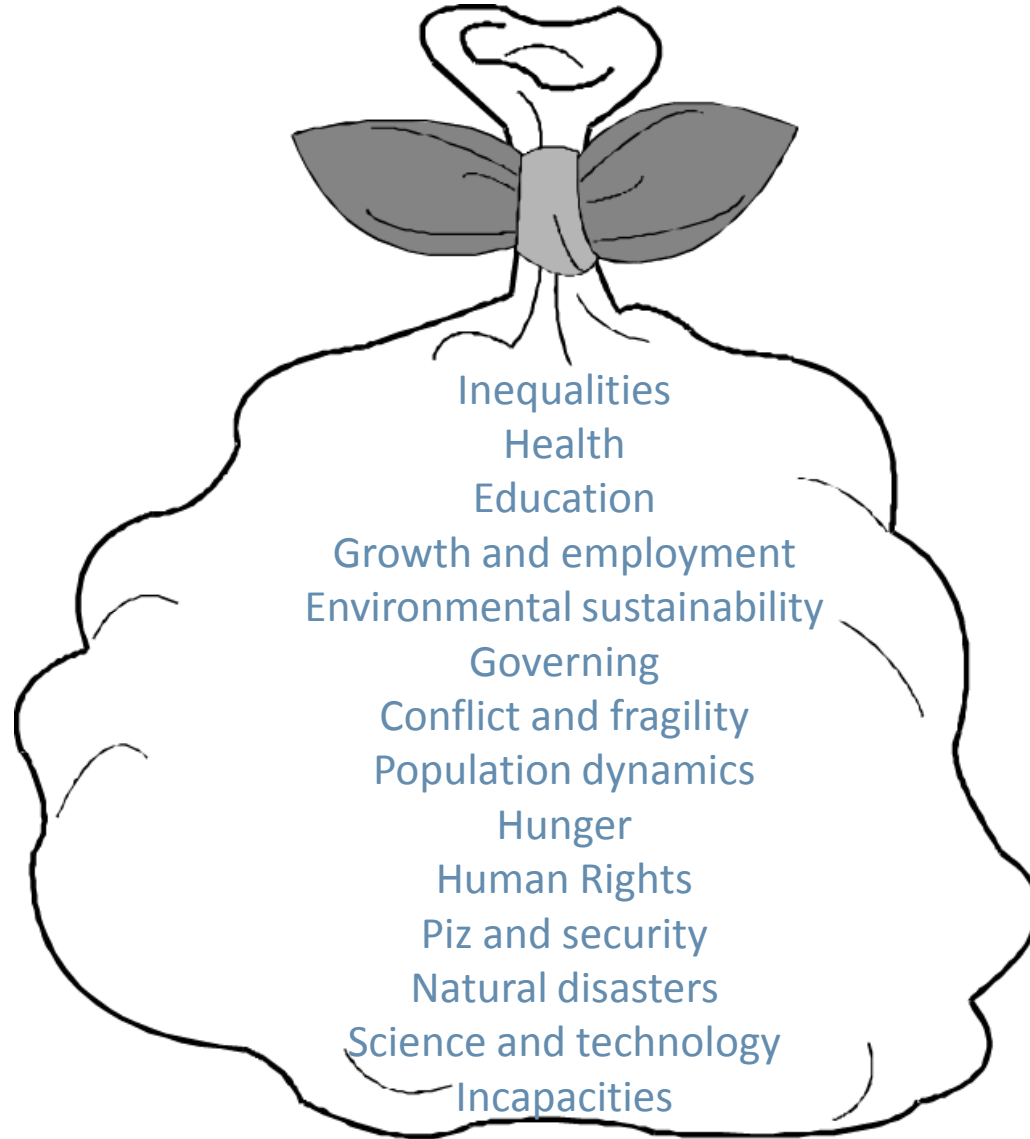 Inequalities
Health
Education
Growth and employment
Environmental sustainability
Governing
Conflict and fragility
Population dynamics
Hunger
Human Rights
Piz and security
Natural disasters
Science and technology
Incapacities